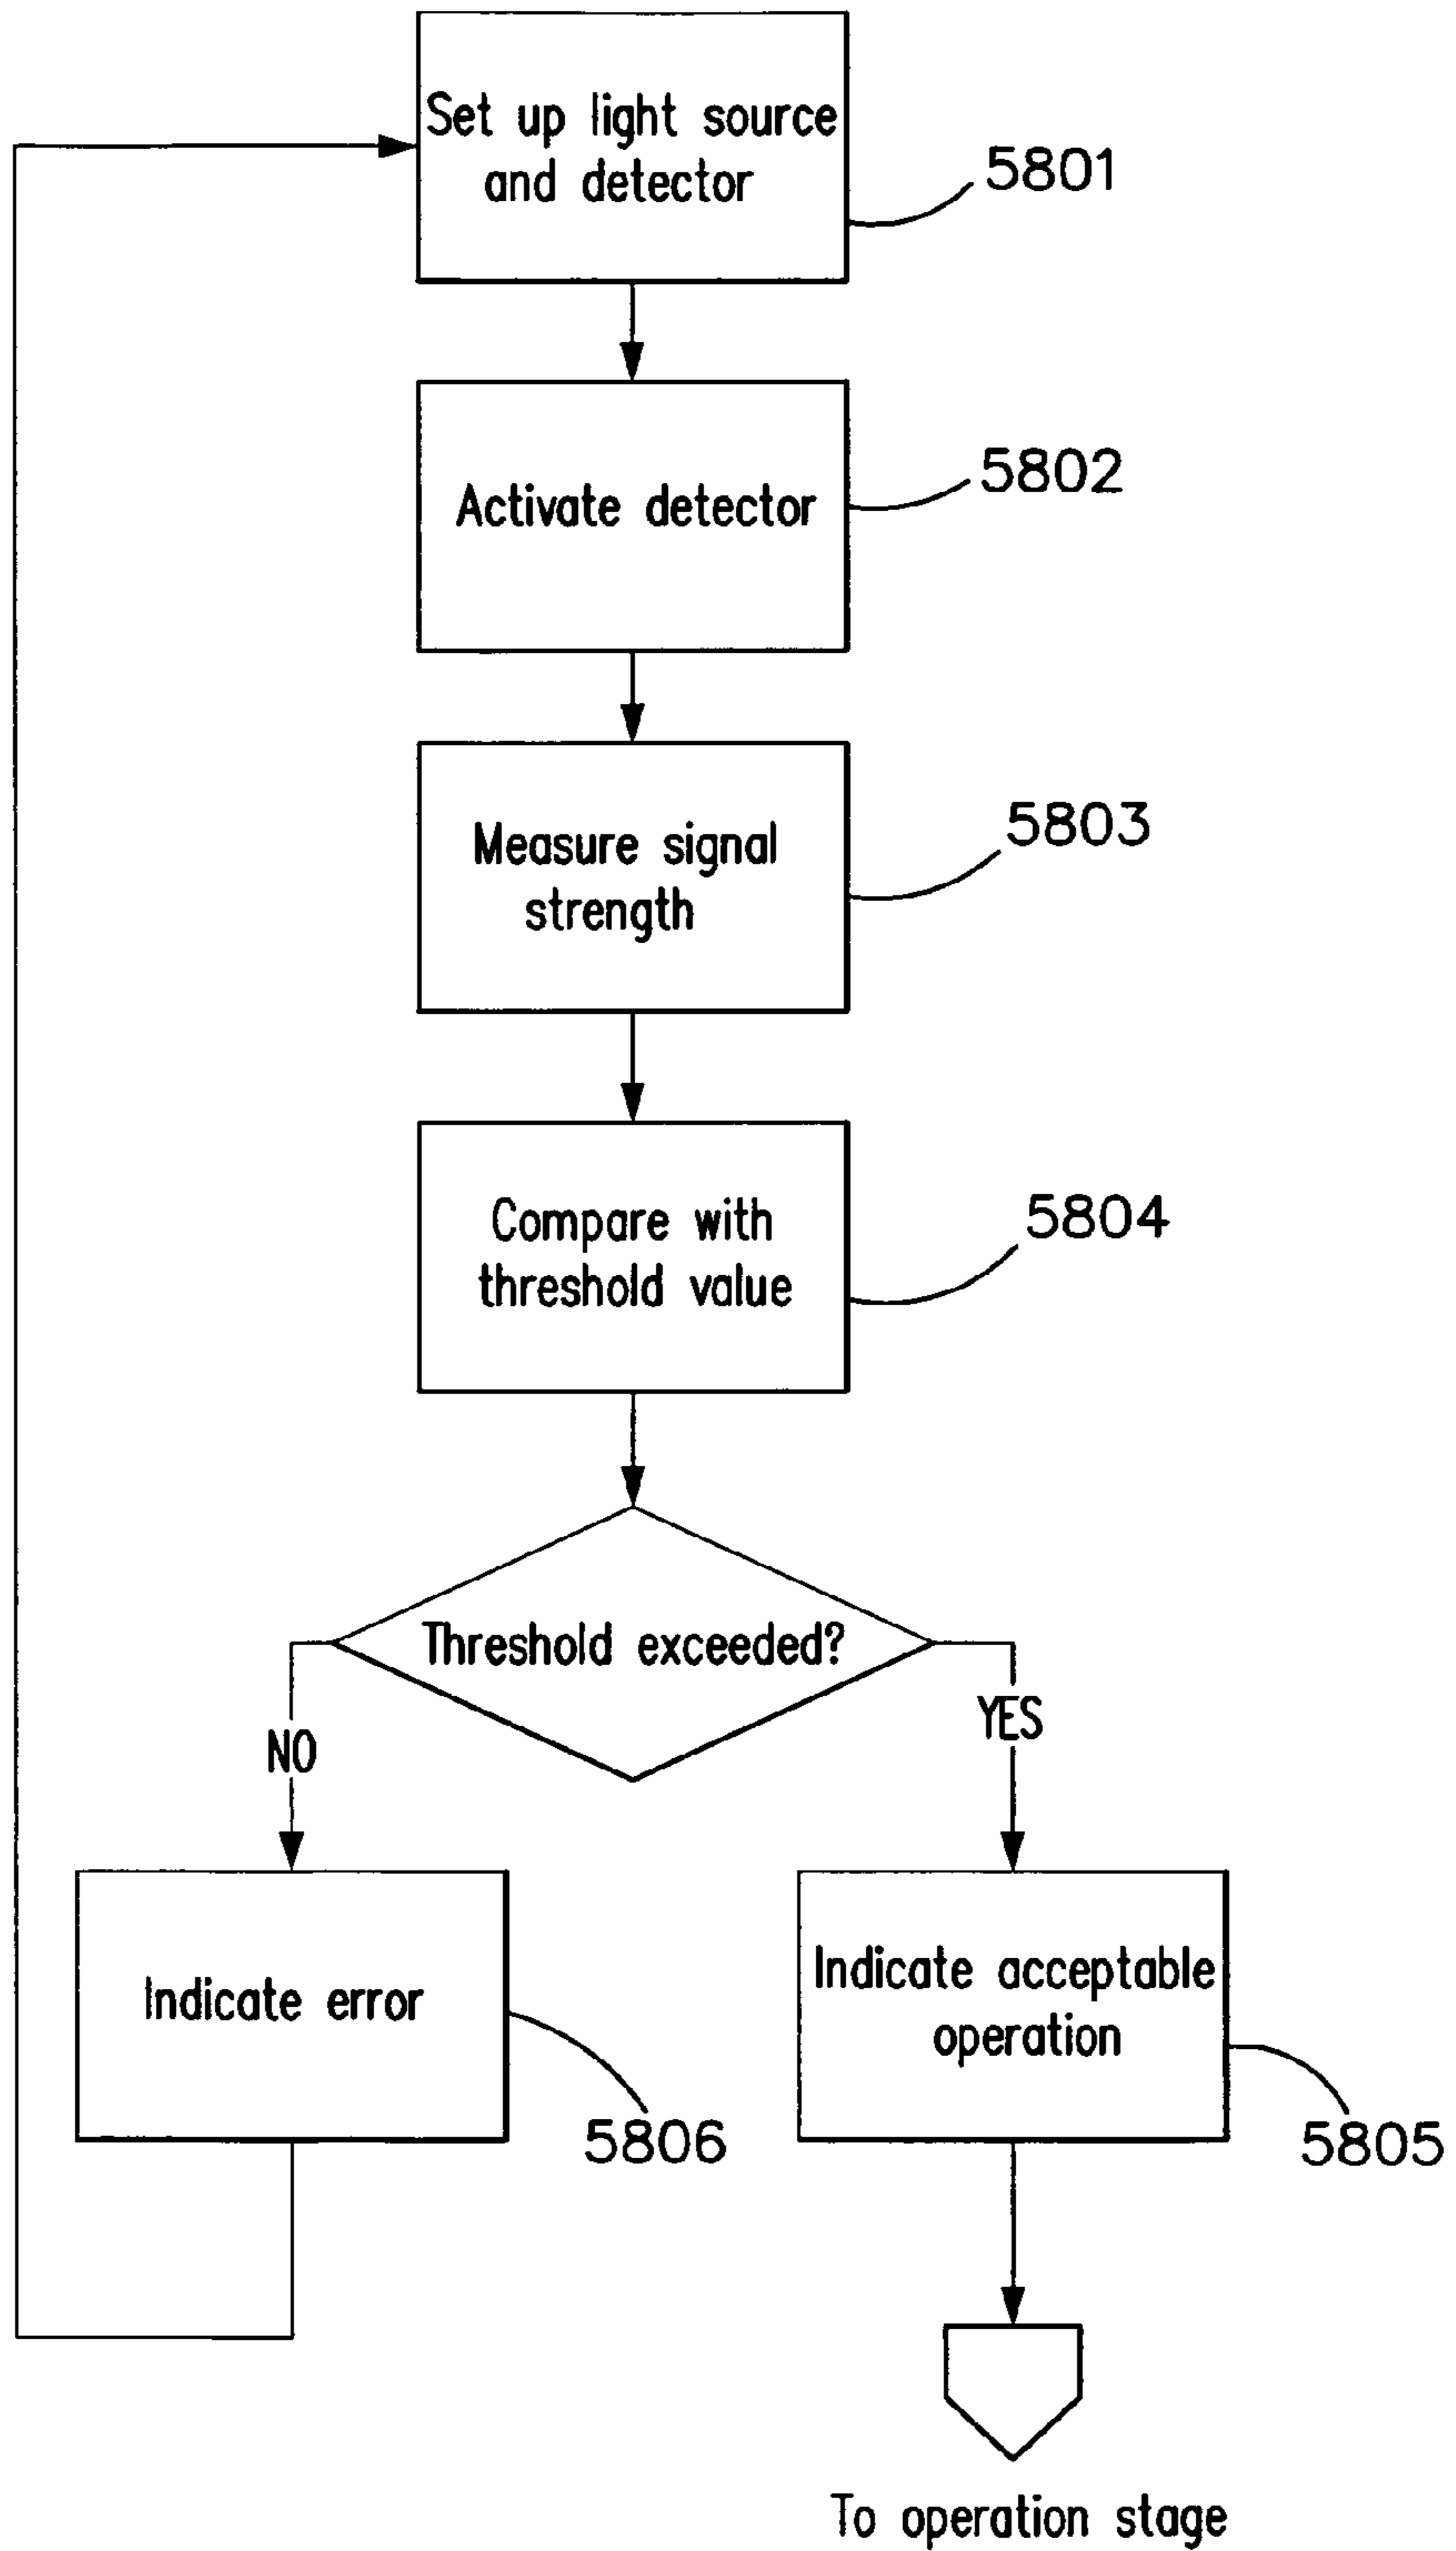 Set up light source
and detector
5801
Activate detector
5802
Measure signal
strength
5803
Compare with
threshold value
5804
Threshold exceeded?
NO
YES
Indicate error
5806
Indicate acceptable
operation
5805
To operation stage